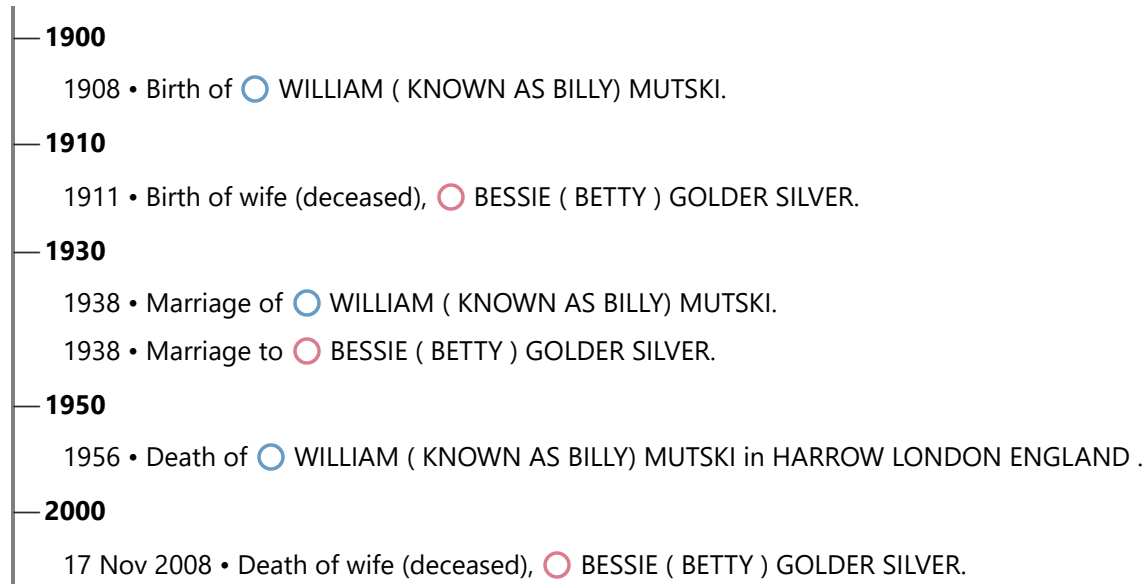 1900
1908 • Birth of WILLIAM ( KNOWN AS BILLY) MUTSKI.
1910
1911 • Birth of wife (deceased), BESSIE ( BETTY ) GOLDER SILVER.
1930
1938 • Marriage of WILLIAM ( KNOWN AS BILLY) MUTSKI.
1938 • Marriage to BESSIE ( BETTY ) GOLDER SILVER.
1950
1956 • Death of WILLIAM ( KNOWN AS BILLY) MUTSKI in HARROW LONDON ENGLAND .
2000
17 Nov 2008 • Death of wife (deceased), BESSIE ( BETTY ) GOLDER SILVER.